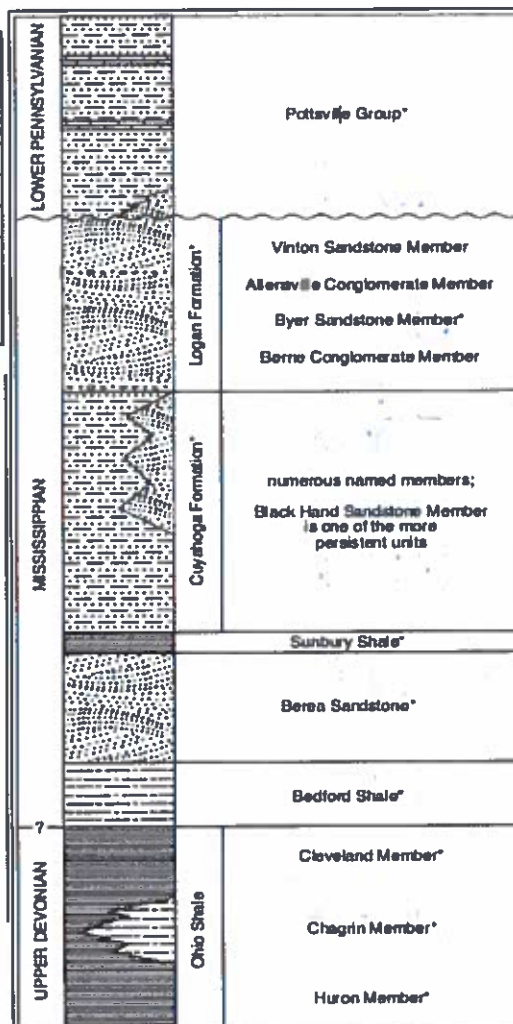 LOWER PENNSYLVANIAN
Pottsville Group*
MISSISSIPPIAN
Logan Formation*
Vinton Sandstone Member
Allensville Conglomerate Member
Byer Sandstone Member*
Berne Conglomerate Member
Cuyahoga Formation*
numerous named members;
Black Hand Sandstone Member
is one of the more
persistent units
Sunbury Shale*
Berea Sandstone*
Bedford Shale*
?
UPPER DEVONIAN
Ohio Shale
Cleveland Member*
Chagrin Member*
Huron Member*